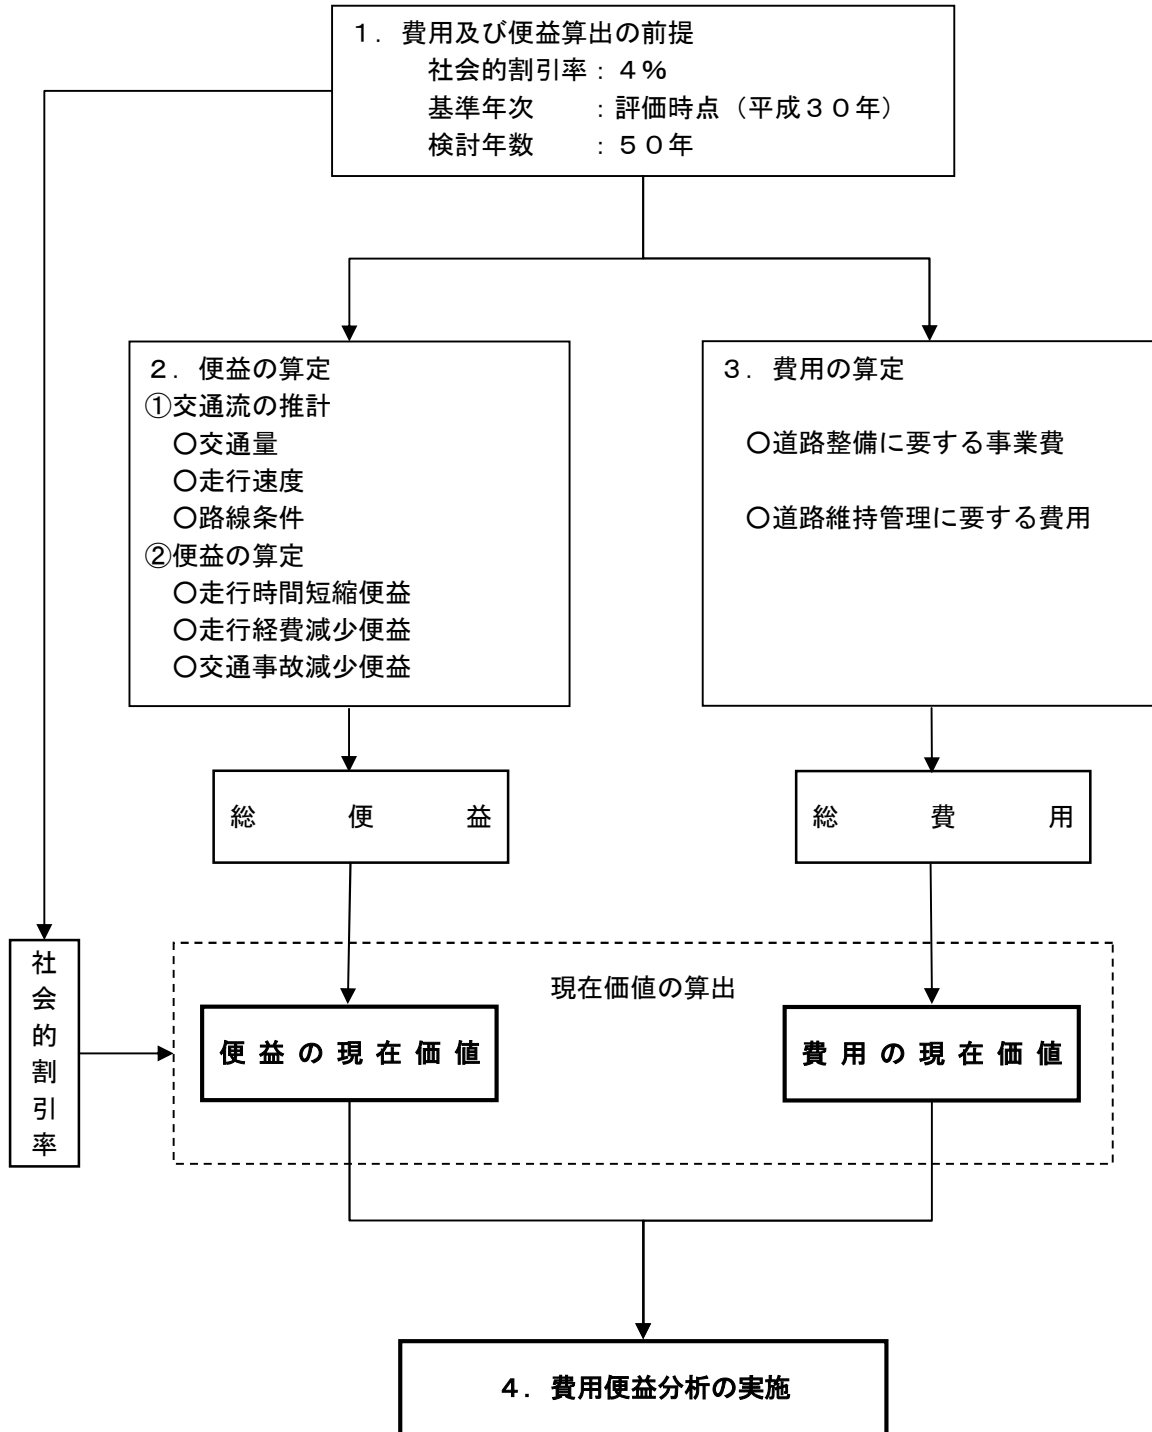 １．費用及び便益算出の前提
社会的割引率：４%
基準年次　　：評価時点（平成３０年）
検討年数　　：５０年
２．便益の算定
①交通流の推計
○交通量
○走行速度
○路線条件
②便益の算定
○走行時間短縮便益
○走行経費減少便益
○交通事故減少便益
３．費用の算定
○道路整備に要する事業費
○道路維持管理に要する費用
総　便　益
総　費　用
社会的割引率
現在価値の算出
便益の現在価値
費用の現在価値
４．費用便益分析の実施